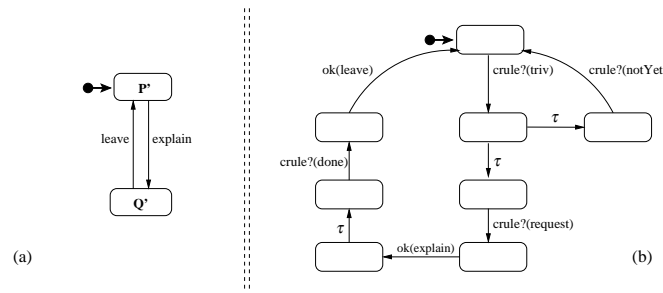 P'
leave
explain
Q'
(a)
ok(leave)
crule?(triv)
crule?(notYet
τ
τ
crule?(done)
crule?(request)
τ
ok(explain)
(b)